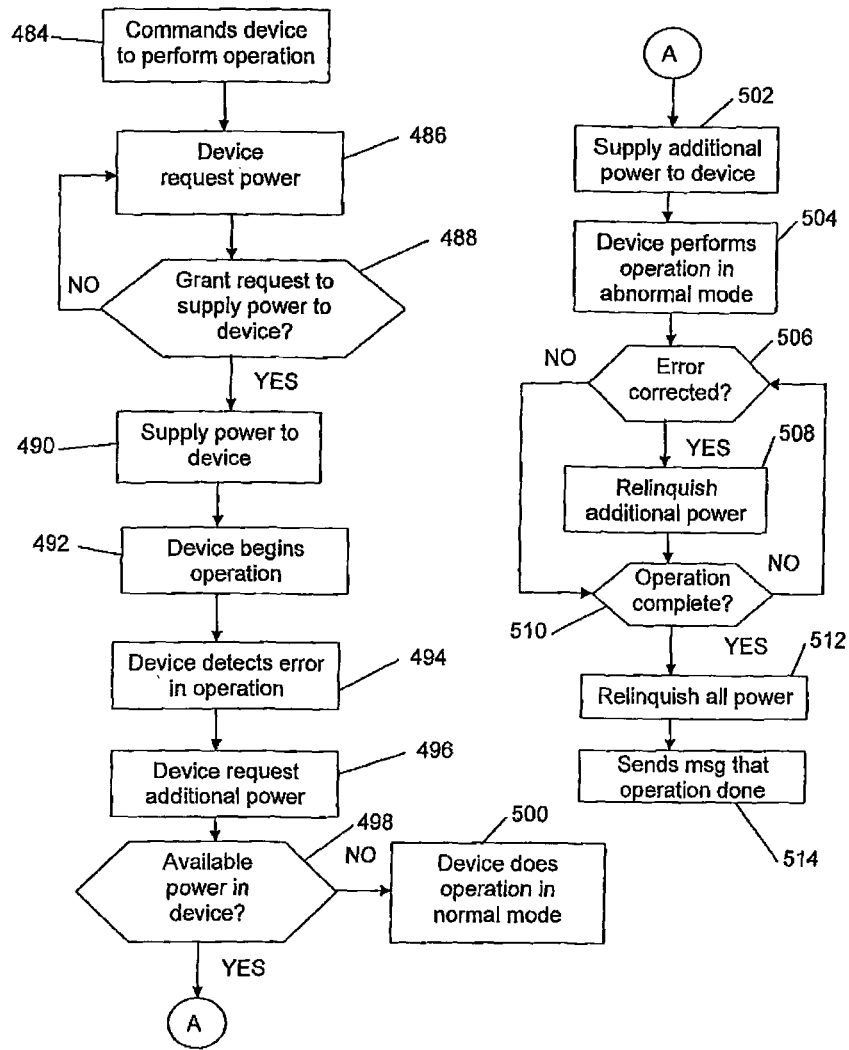 484
Commands device
to perform operation
486
Device
request power
488
NO
Grant request to
supply power to
device?
YES
490
Supply power to
device
492
Device begins
operation
494
Device detects error
in operation
496
Device request
additional power
498
Available
power in
device?
NO
500
Device does
operation in
normal mode
YES
A
A
502
Supply additional
power to device
504
Device performs
operation in
abnormal mode
506
NO
Error
corrected?
YES
508
Relinquish
additional power
Operation
complete?
NO
510
YES
512
Relinquish all power
Sends msg that
operation done
514